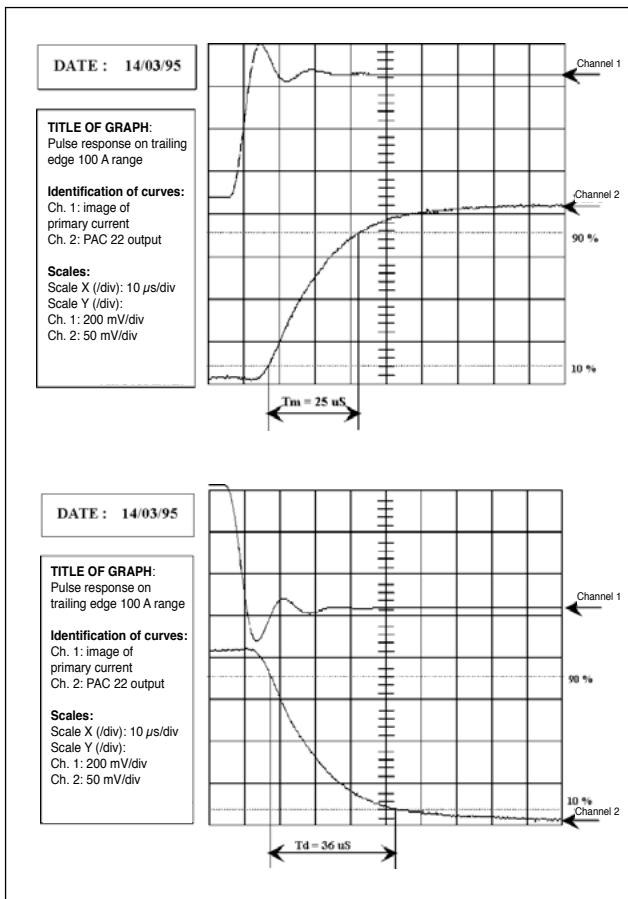 DATE : 14/03/95
TITLE OF GRAPH:
Pulse response on trailing
edge 100 A range
Identification of curves:
Ch. 1: image of
primary current
Ch. 2: PAC 22 output
Scales:
Scale X (/div): 10 µs/div
Scale Y (/div):
Ch. 1: 200 mV/div
Ch. 2: 50 mV/div
Channel 1
Channel 2
90 %
10 %
Tm = 25 uS
DATE : 14/03/95
TITLE OF GRAPH:
Pulse response on
trailing edge 100 A range
Identification of curves:
Ch. 1: image of
primary current
Ch. 2: PAC 22 output
Scales:
Scale X (/div): 10 µs/div
Scale Y (/div):
Ch. 1: 200 mV/div
Ch. 2: 50 mV/div
Channel 1
90 %
10 %
Channel 2
Td = 36 uS